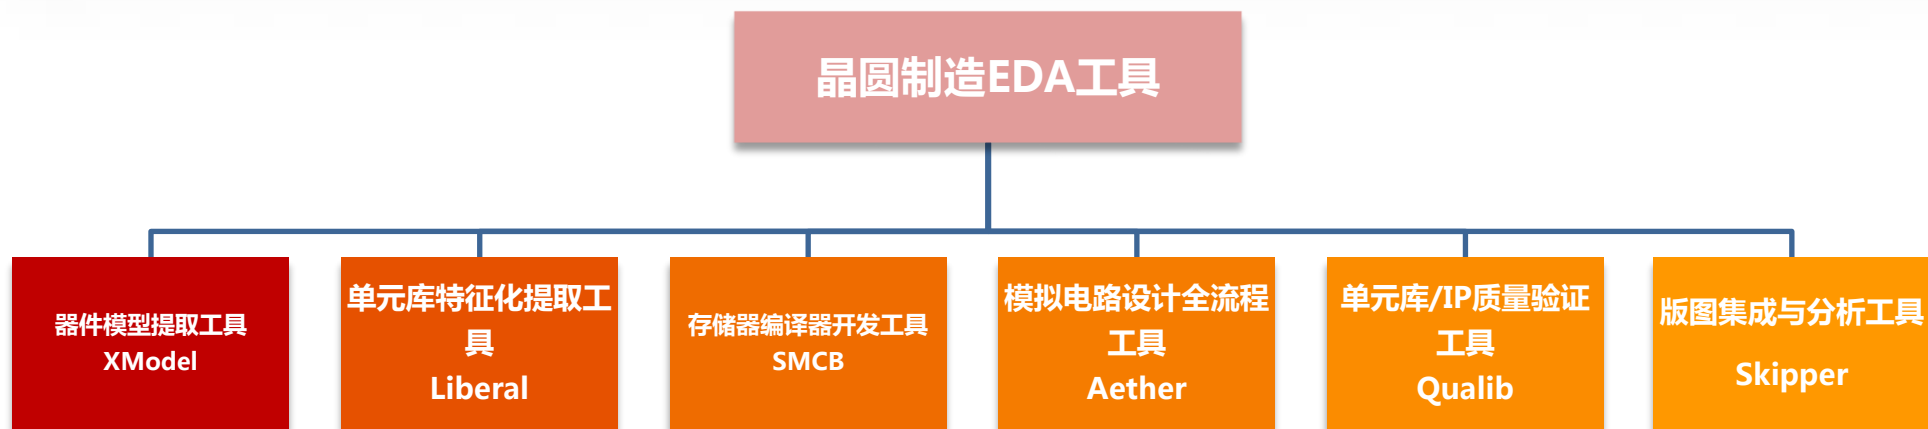 晶圆制造EDA工具
器件模型提取工具
XModel
单元库特征化提取工
具
Liberal
存储器编译器开发工具
SMCB
模拟电路设计全流程
工具
Aether
单元库/IP质量验证
工具
Qualib
版图集成与分析工具
Skipper